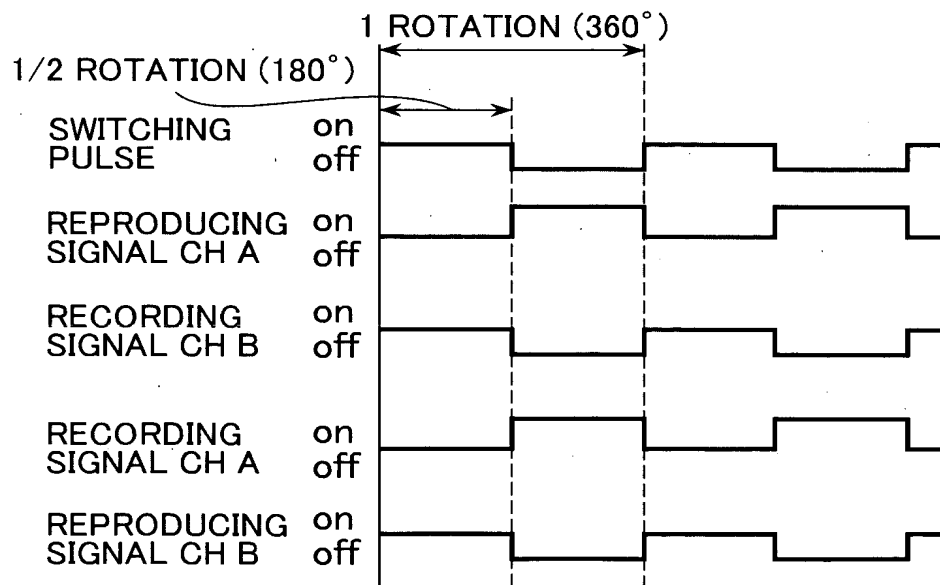 1 ROTATION (360°)
1/2 ROTATION (180°)
SWITCHING on
PULSE off
REPRODUCING on
SIGNAL CH A off
RECORDING on
SIGNAL CH B off
RECORDING on
SIGNAL CH A off
REPRODUCING on
SIGNAL CH B off